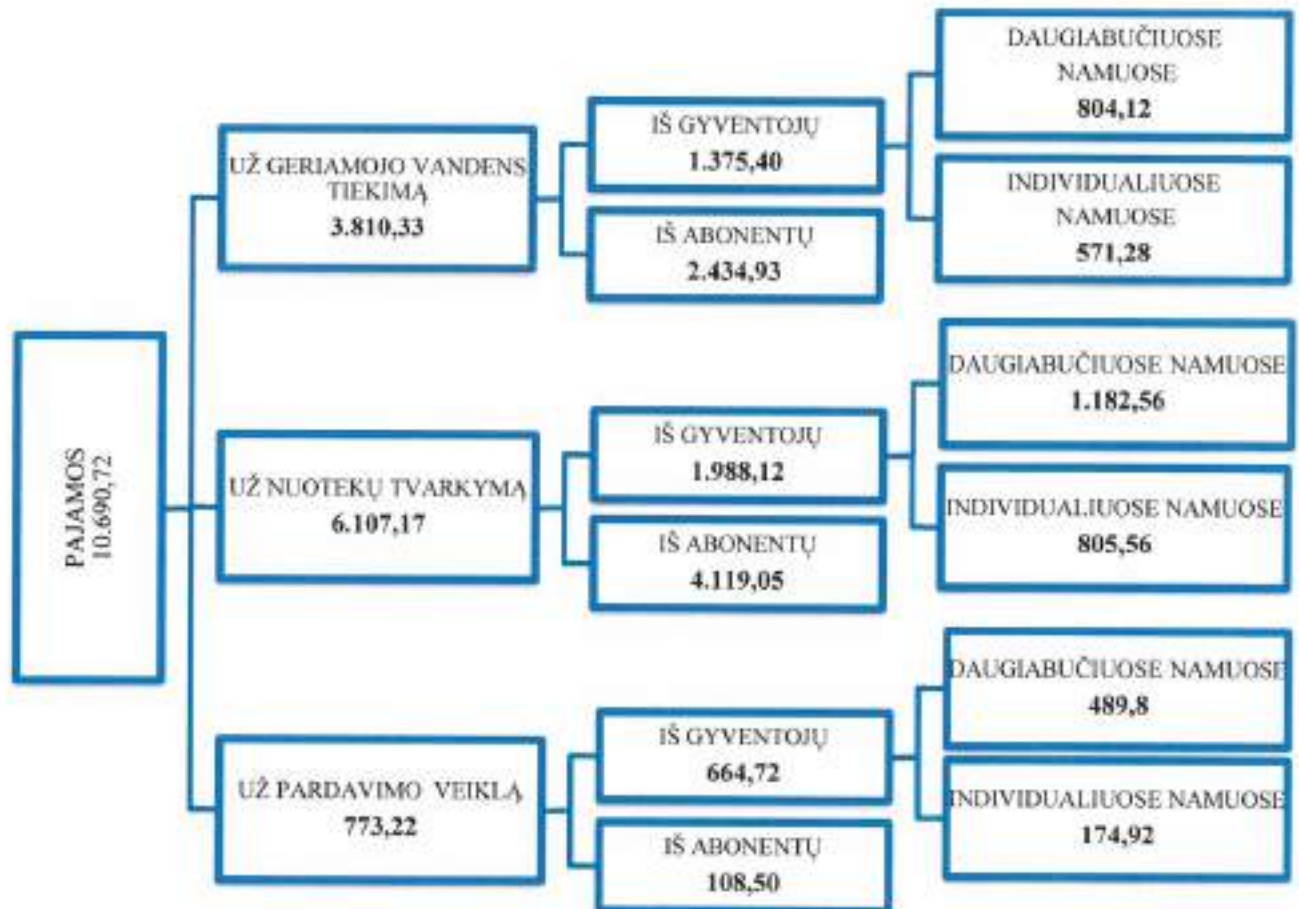 PAJAMOS
10.690,72
UŽ GERIAMOJO VANDENS
TIEKIMĄ
3.810,33
IŠ GYVENTOJŲ
1.375,40
DAUGIABUČIUOSE
NAMUOSE
804,12
INDIVIDUALIUOSE
NAMUOSE
571,28
IŠ ABONENTŲ
2.434,93
UŽ NUOTEKŲ TVARKYMĄ
6.107,17
IŠ GYVENTOJŲ
1.988,12
DAUGIABUČIUOSE NAMUOSE
1.182,56
INDIVIDUALIUOSE NAMUOSE
805,56
IŠ ABONENTŲ
4.119,05
UŽ PARDAVIMO VEIKLĄ
773,22
IŠ GYVENTOJŲ
664,72
DAUGIABUČIUOSE NAMUOSE
489,8
INDIVIDUALIUOSE NAMUOSE
174,92
IŠ ABONENTŲ
108,50